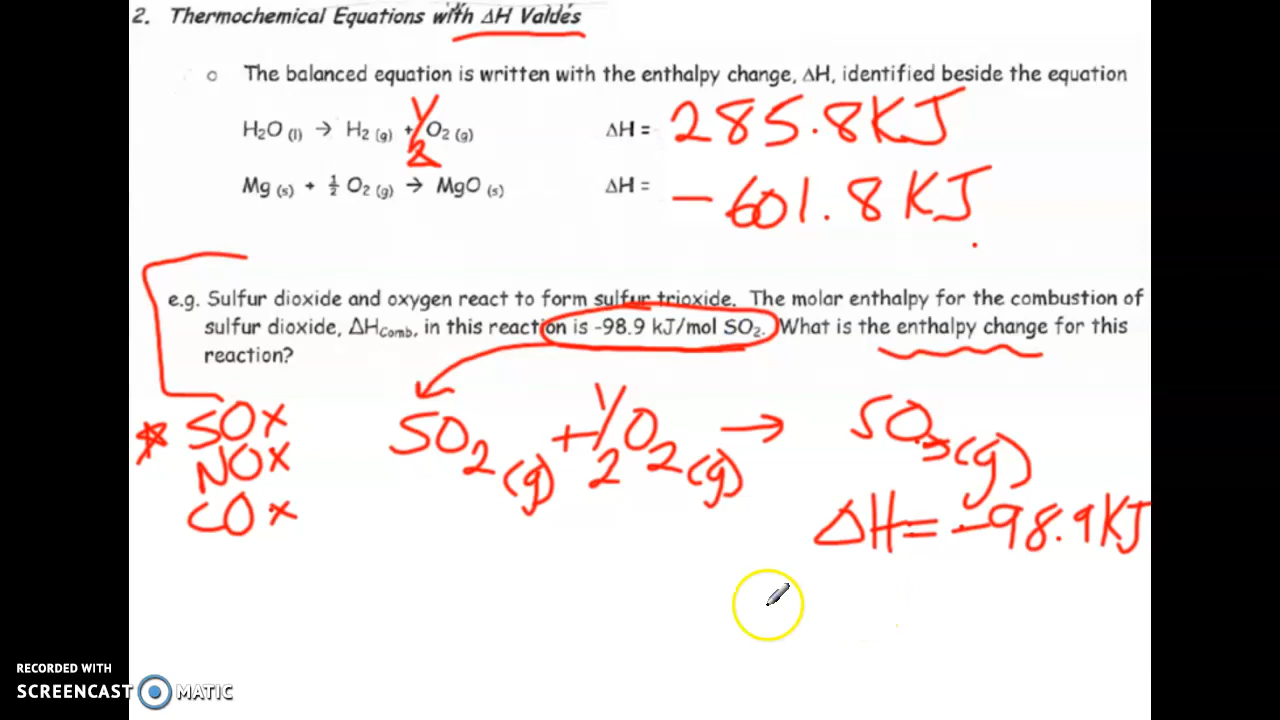 2. Thermochemical Equations with ΔH Values
o The balanced equation is written with the enthalpy change, ΔH, identified beside the equation
H₂O (l) → H₂ (g) + 1/2 O₂ (g) ΔH = 285.8KJ
Mg (s) + ½ O₂ (g) → MgO (s) ΔH = -601.8 KJ
e.g. Sulfur dioxide and oxygen react to form sulfur trioxide. The molar enthalpy for the combustion of
sulfur dioxide, ΔHComb, in this reaction is -98.9 kJ/mol SO₂. What is the enthalpy change for this
reaction?
SOx
NOx
COx
SO₂(g) + 1/2 O₂(g) → SO₃(g)
ΔH = -98.9KJ
RECORDED WITH
SCREENCAST MATIC